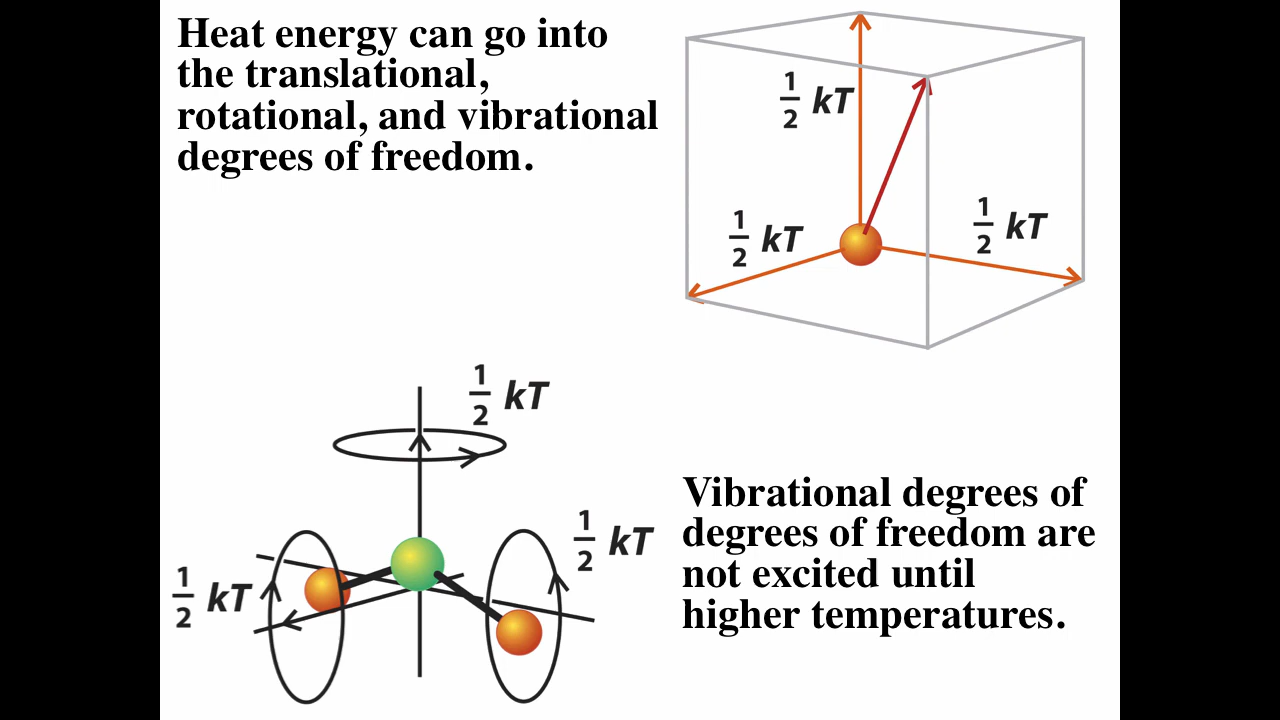 Heat energy can go into
the translational,
rotational, and vibrational
degrees of freedom.
1/2 kT
1/2 kT
1/2 kT
1/2 kT
1/2 kT
1/2 kT
Vibrational degrees of
degrees of freedom are
not excited until
higher temperatures.